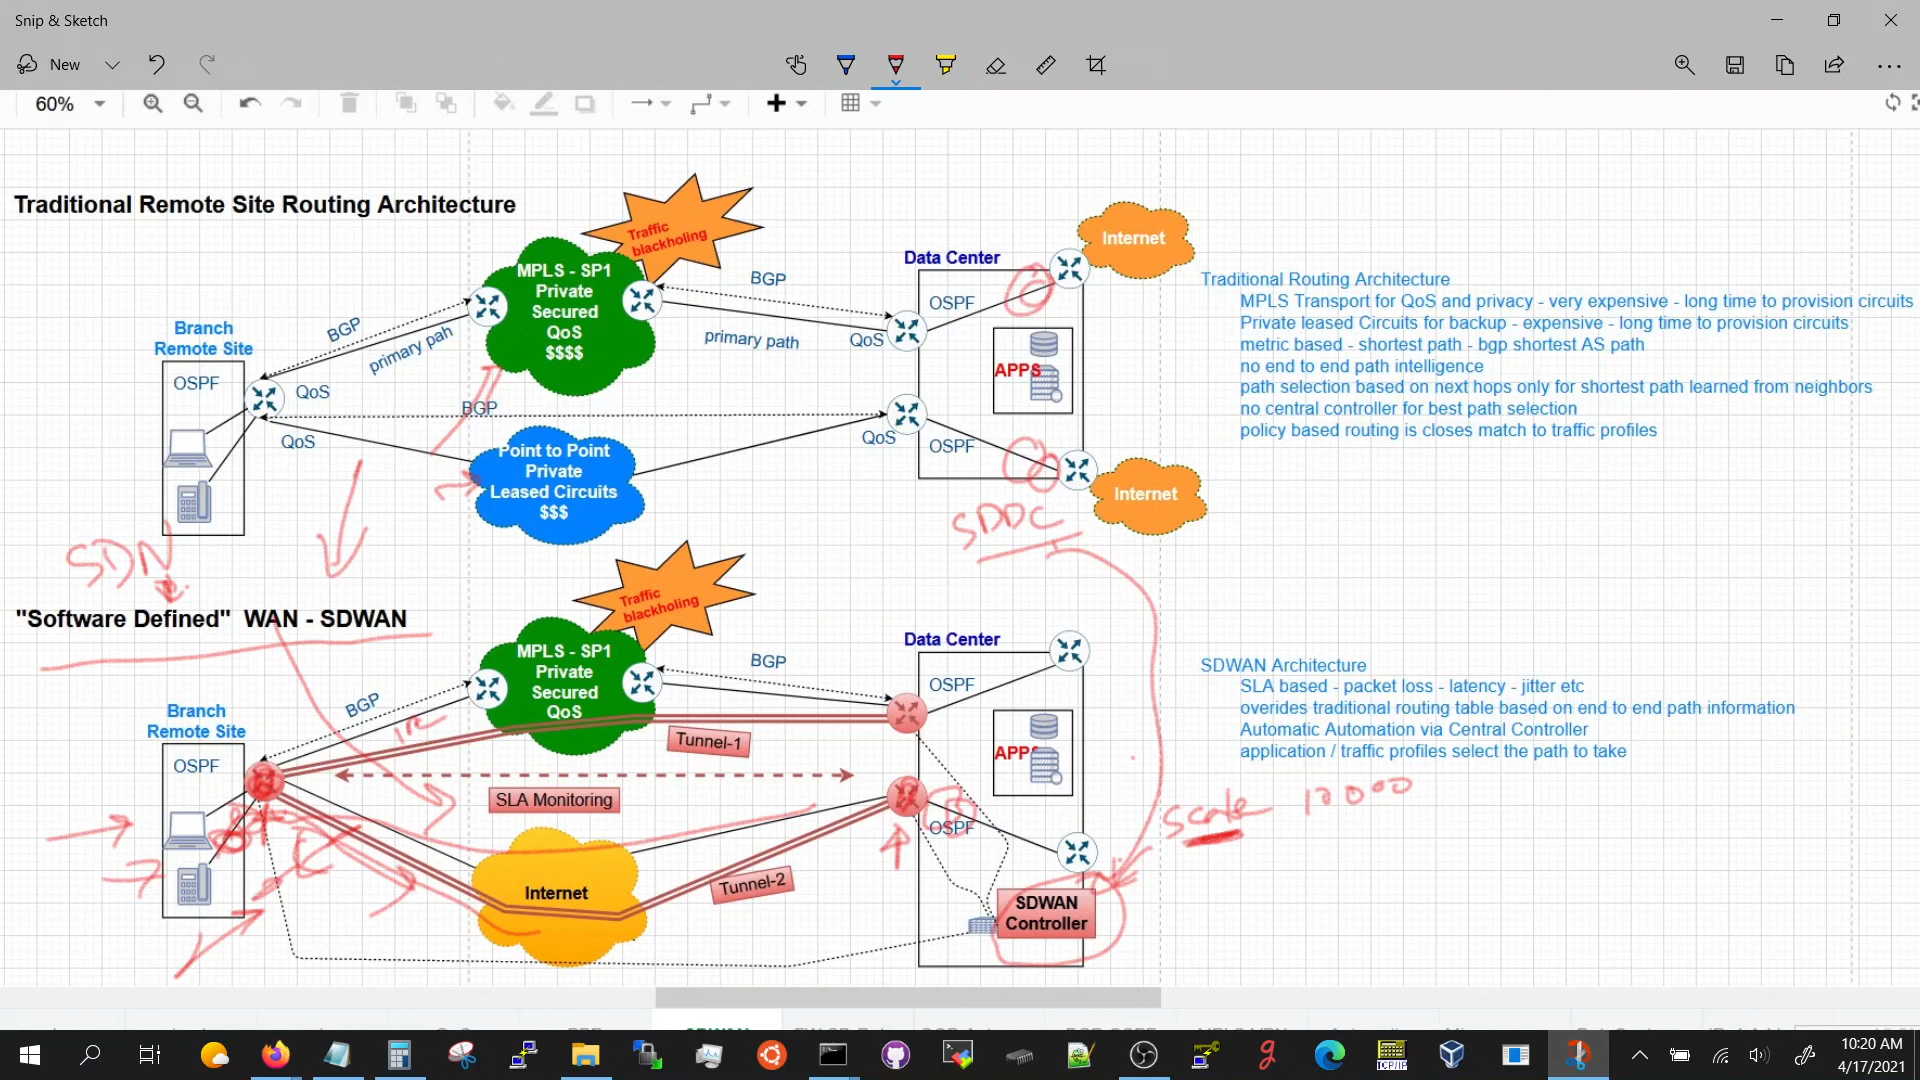 Snip & Sketch
New
60%
Traditional Remote Site Routing Architecture
Traffic
blackholing
MPLS - SP1
Private
Secured
QoS
$$$$
BGP
primary pah
BGP
primary path
Data Center
OSPF
Internet
QoS
APPS
Branch
Remote Site
OSPF
QoS
BGP
QoS
QoS
OSPF
Point to Point
Private
Leased Circuits
$$$
Internet
Traditional Routing Architecture
MPLS Transport for QoS and privacy - very expensive - long time to provision circuits
Private leased Circuits for backup - expensive - long time to provision circuits
metric based - shortest path - bgp shortest AS path
no end to end path intelligence
path selection based on next hops only for shortest path learned from neighbors
no central controller for best path selection
policy based routing is closes match to traffic profiles
SDN
SDDC
"Software Defined" WAN - SDWAN
Traffic
blackholing
MPLS - SP1
Private
Secured
QoS
BGP
BGP
Data Center
OSPF
Branch
Remote Site
OSPF
Tunnel-1
APPS
SLA Monitoring
OSPF
Internet
Tunnel-2
SDWAN
Controller
Scale 10000
SDWAN Architecture
SLA based - packet loss - latency - jitter etc
overides traditional routing table based on end to end path information
Automatic Automation via Central Controller
application / traffic profiles select the path to take
TCP/IP
10:20 AM
4/17/2021